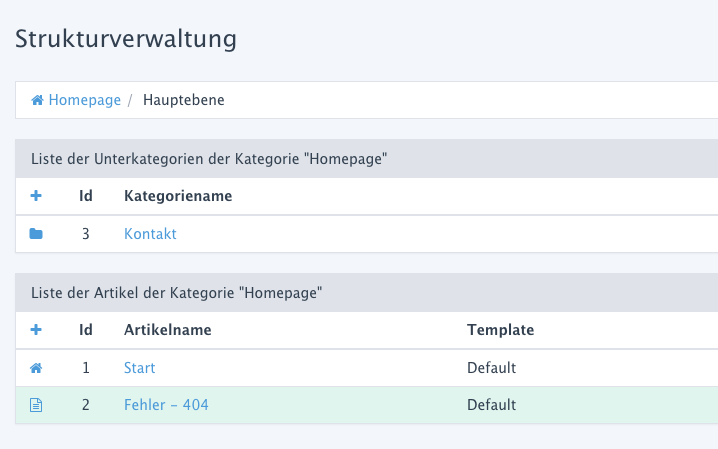 Strukturverwaltung
Homepage / Hauptebene
Liste der Unterkategorien der Kategorie "Homepage"
+ Id Kategoriename
3 Kontakt
Liste der Artikel der Kategorie "Homepage"
+ Id Artikelname Template
1 Start Default
2 Fehler – 404 Default